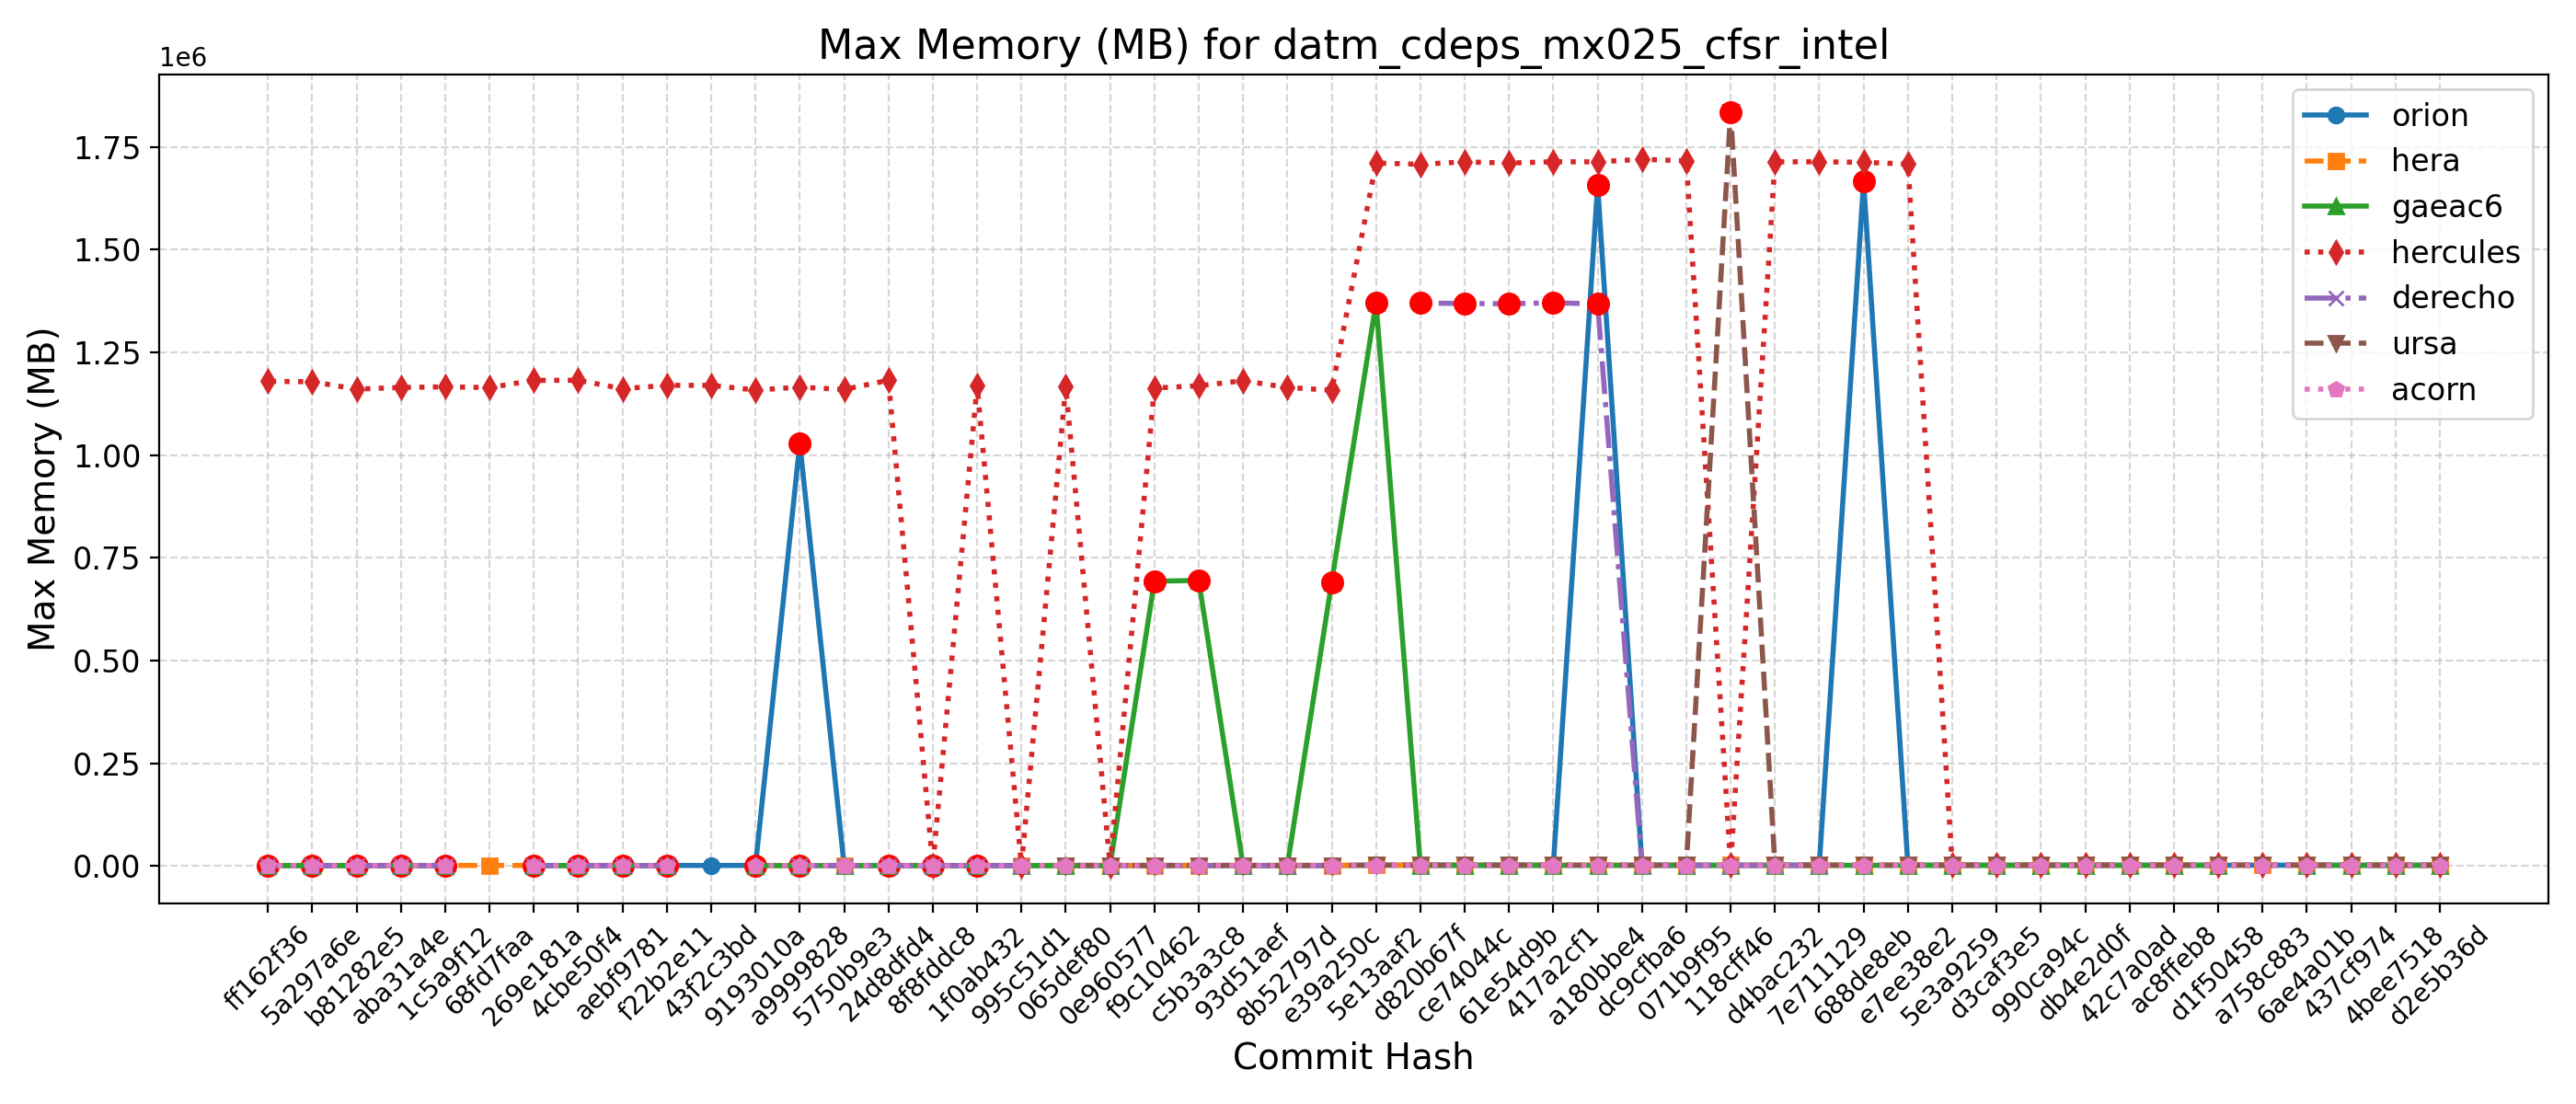 Max Memory (MB) for datm_cdeps_mx025_cfsr_intel
1e6
1.75
1.50
1.25
1.00
0.75
0.50
0.25
0.00
Max Memory (MB)
orion
hera
gaeac6
hercules
derecho
ursa
acorn
ff162f36
5a297a6e
b81282e5
aba31a4e
1c5a9f12
68fd7faa
269e181a
4cbe50f4
aebf9781
f22b2e11
43f2c3bd
9193010a
a9999828
5750b9e3
24d8dfd4
8f8fddc8
1f0ab432
995c51d1
065def80
0e960577
f9c10462
c5b3a3c8
93d51aef
8b52797d
e39a250c
5e13aaf2
d820b67f
ce74044c
61e54d9b
417a2cf1
a180bbe4
dc9cfba6
071b9f95
118cff46
d4bac232
7e711129
688de8eb
e7ee38e2
5e3a9259
d3caf3e5
990ca94c
db4e2d0f
42c7a0ad
ac8ffeb8
d1f50458
a758c883
6ae4a01b
437cf974
4bee7518
d2e5b36d
Commit Hash